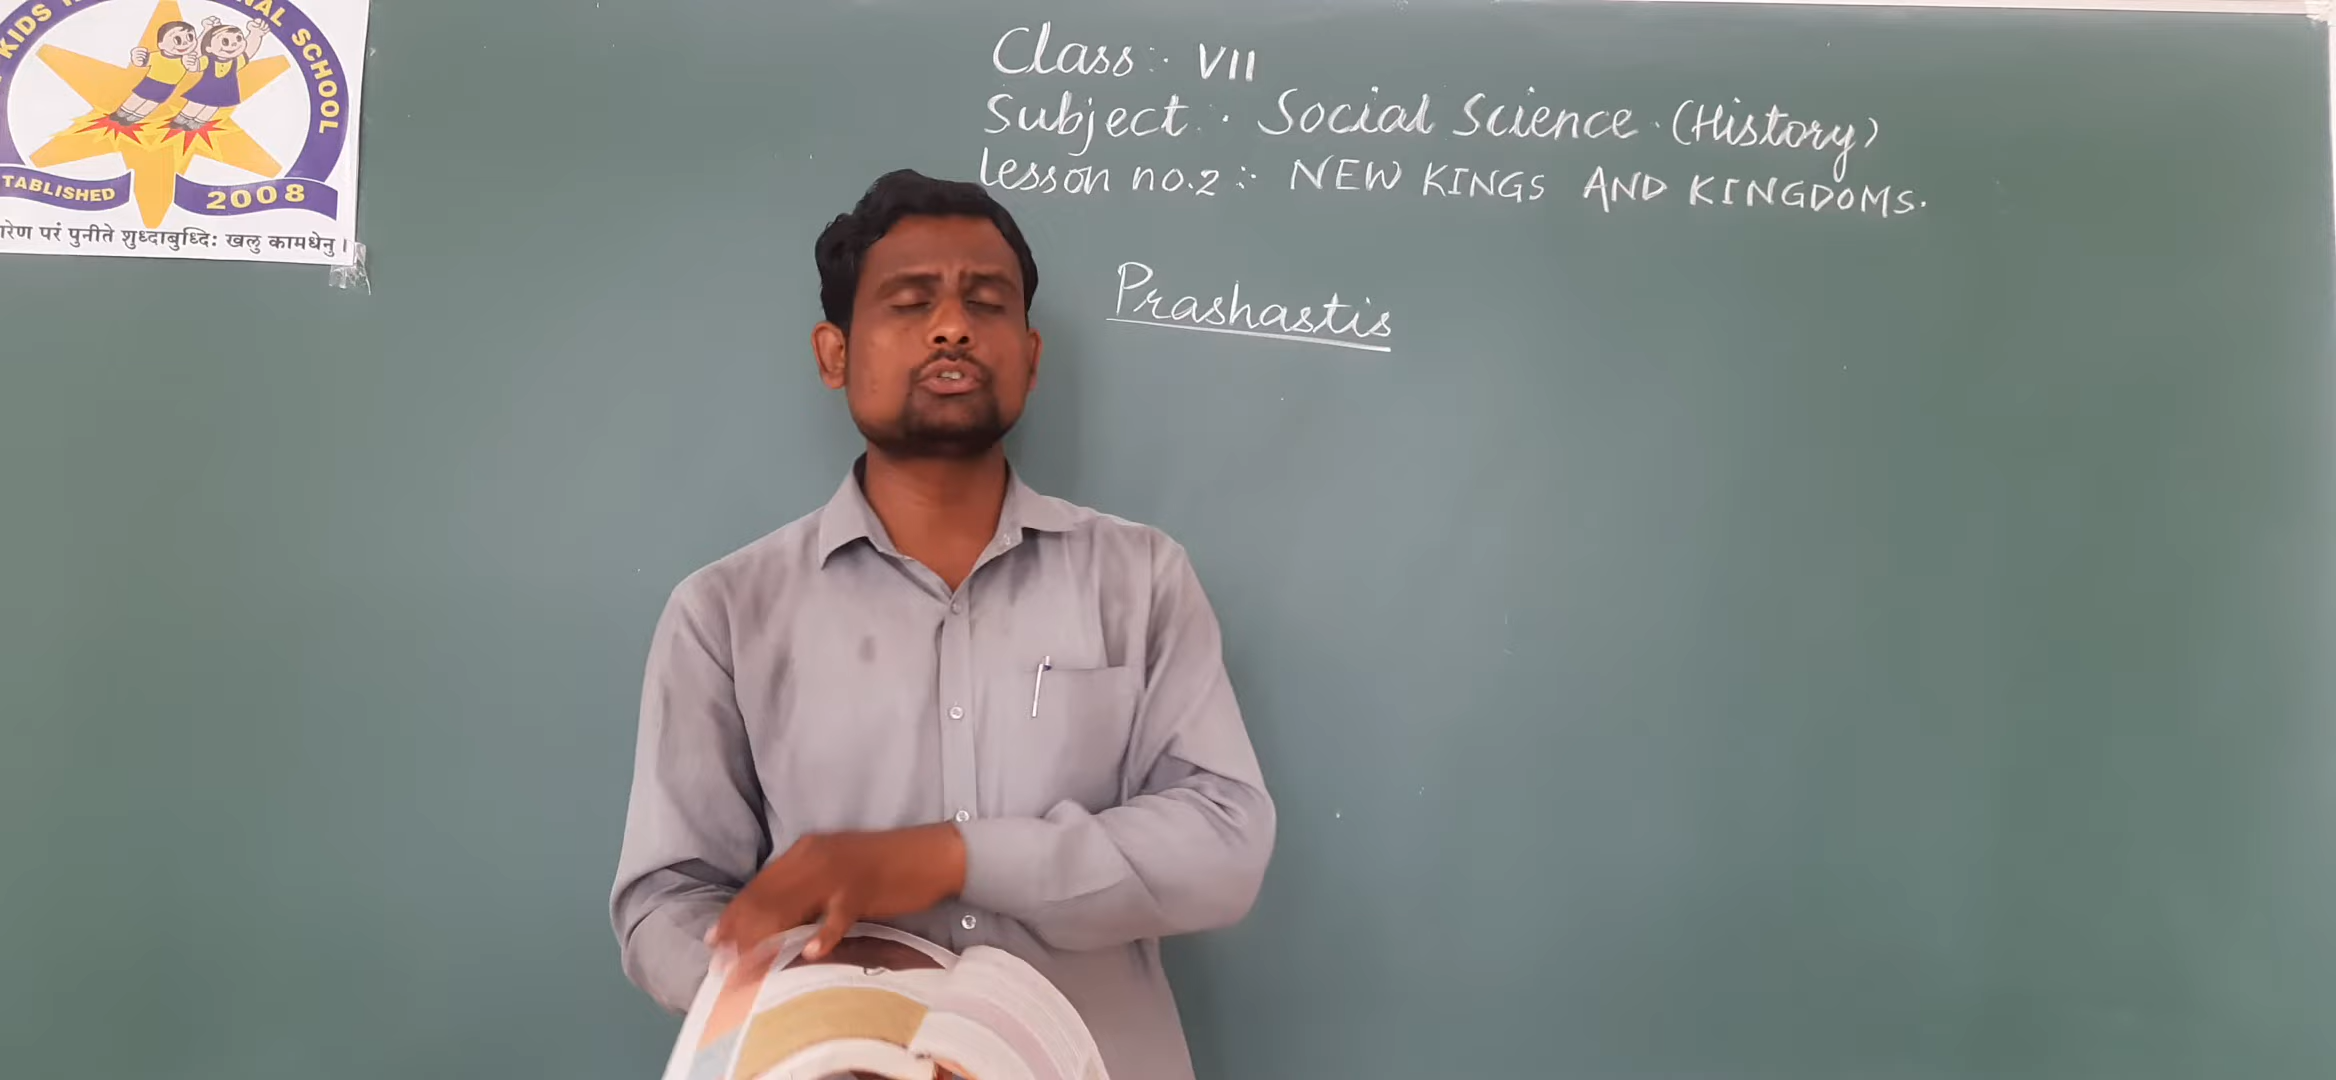 KIDS
NAL SCHOOL
TABLISHED 2008
परं पुनीते शुध्दाबुध्दिः खलु कामधेनु ।
Class :- VII
Subject :- Social Science (History)
Lesson no.2 :- NEW KINGS AND KINGDOMS.
Prashastis